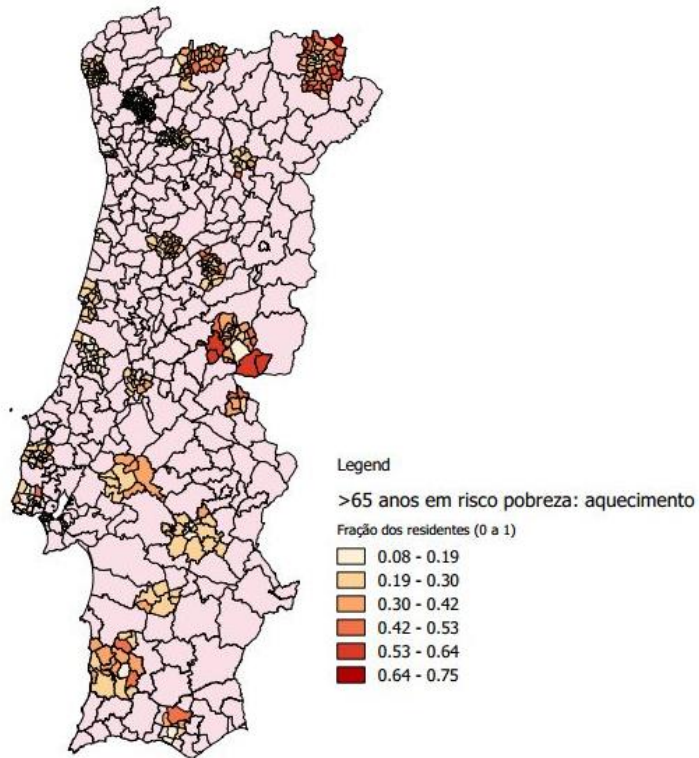 Legend
>65 anos em risco pobreza: aquecimento
Fração dos residentes (0 a 1)
0.08 - 0.19
0.19 - 0.30
0.30 - 0.42
0.42 - 0.53
0.53 - 0.64
0.64 - 0.75